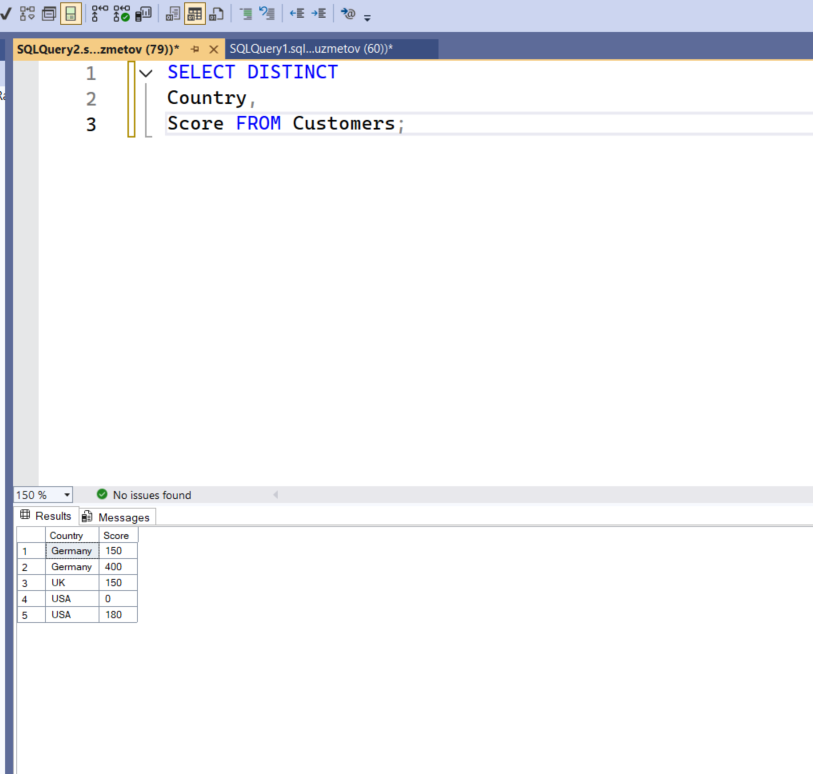 SQLQuery2.s...zmetov (79))*
SQLQuery1.sql...uzmetov (60))*
1 SELECT DISTINCT
2 Country,
3 Score FROM Customers;
150 %
No issues found
Results
Messages
Country Score
1 Germany 150
2 Germany 400
3 UK 150
4 USA 0
5 USA 180